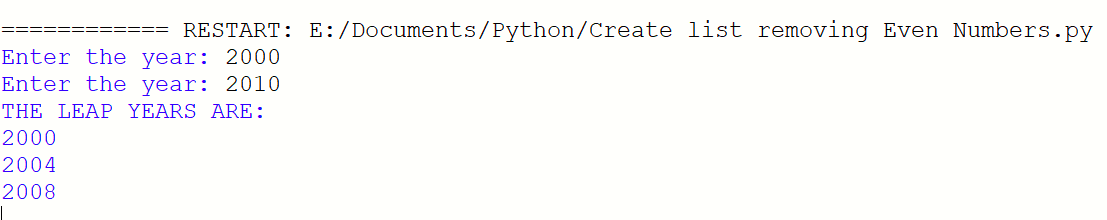 ============ RESTART: E:/Documents/Python/Create list removing Even Numbers.py
Enter the year: 2000
Enter the year: 2010
THE LEAP YEARS ARE:
2000
2004
2008